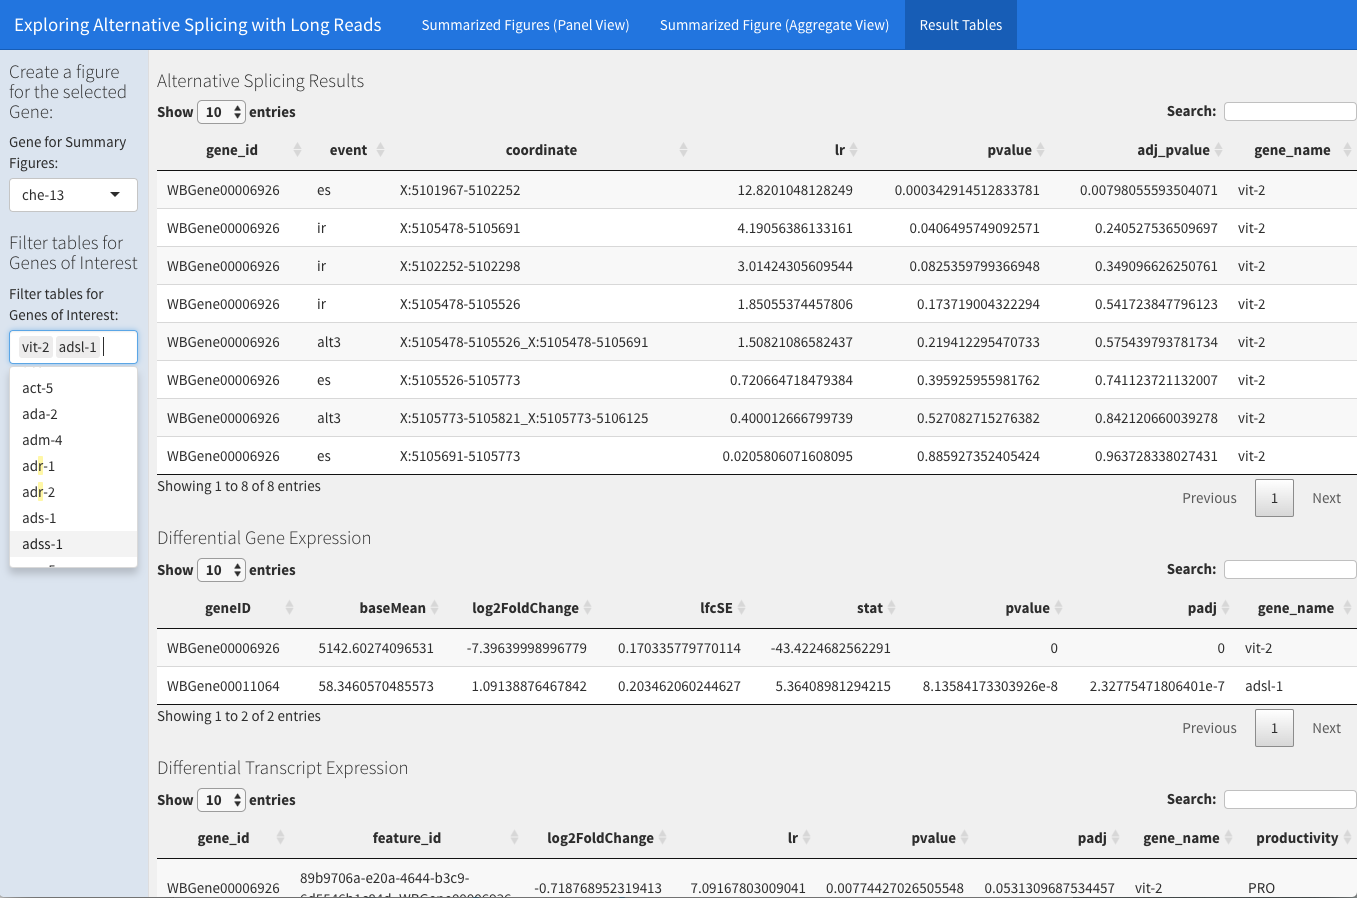 Exploring Alternative Splicing with Long Reads Summarized Figures (Panel View) Summarized Figure (Aggregate View) Result Tables
Create a figure
for the selected
Gene:
Gene for Summary
Figures:
che-13
Filter tables for
Genes of Interest
Filter tables for
Genes of Interest:
vit-2 adsl-1
act-5
ada-2
adm-4
adr-1
adr-2
ads-1
adss-1
Alternative Splicing Results
Show 10 entries Search:
gene_id event coordinate lr pvalue adj_pvalue gene_name
WBGene00006926 es X:5101967-5102252 12.8201048128249 0.000342914512833781 0.00798055593504071 vit-2
WBGene00006926 ir X:5105478-5105691 4.19056386133161 0.0406495749092571 0.240527536509697 vit-2
WBGene00006926 ir X:5102252-5102298 3.01424305609544 0.0825359799366948 0.349096626250761 vit-2
WBGene00006926 ir X:5105478-5105526 1.85055374457806 0.173719004322294 0.541723847796123 vit-2
WBGene00006926 alt3 X:5105478-5105526_X:5105478-5105691 1.50821086582437 0.219412295470733 0.575439793781734 vit-2
WBGene00006926 es X:5105526-5105773 0.720664718479384 0.395925955981762 0.741123721132007 vit-2
WBGene00006926 alt3 X:5105773-5105821_X:5105773-5106125 0.400012666799739 0.527082715276382 0.842120660039278 vit-2
WBGene00006926 es X:5105691-5105773 0.0205806071608095 0.885927352405424 0.963728338027431 vit-2
Showing 1 to 8 of 8 entries
Previous 1 Next
Differential Gene Expression
Show 10 entries Search:
geneID baseMean log2FoldChange lfcSE stat pvalue padj gene_name
WBGene00006926 5142.60274096531 -7.39639998996779 0.170335779770114 -43.4224682562291 0 0 vit-2
WBGene00011064 58.3460570485573 1.09138876467842 0.203462060244627 5.36408981294215 8.13584173303926e-8 2.32775471806401e-7 adsl-1
Showing 1 to 2 of 2 entries
Previous 1 Next
Differential Transcript Expression
Show 10 entries Search:
gene_id feature_id log2FoldChange lr pvalue padj gene_name productivity
89b9706a-e20a-4644-b3c9-
WBGene00006926 -0.718768952319413 7.09167803009041 0.00774427026505548 0.0531309687534457 vit-2 PRO